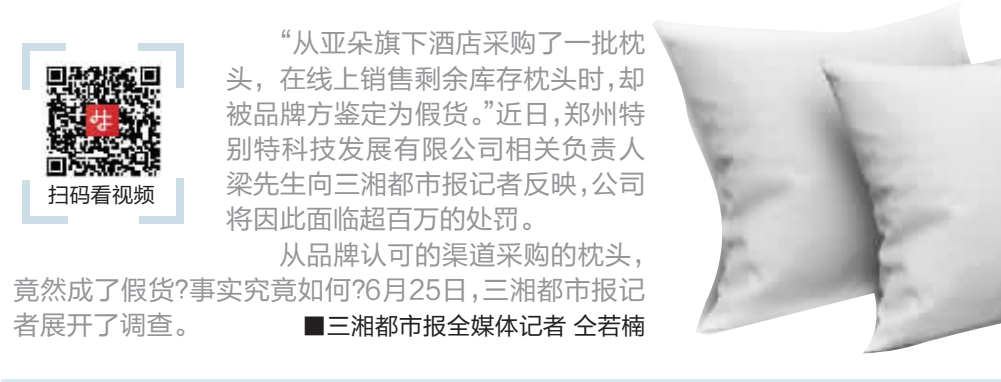 “从亚朵旗下酒店采购了一批枕
头，在线上销售剩余库存枕头时，却
被品牌方鉴定为假货。”近日，郑州特
别特科技发展有限公司相关负责人
梁先生向三湘都市报记者反映，公司
将因此面临超百万的处罚。
从品牌认可的渠道采购的枕头，
竟然成了假货?事实究竟如何?6月25日，三湘都市报记
者展开了调查。
■三湘都市报全媒体记者 仝若楠
扫码看视频